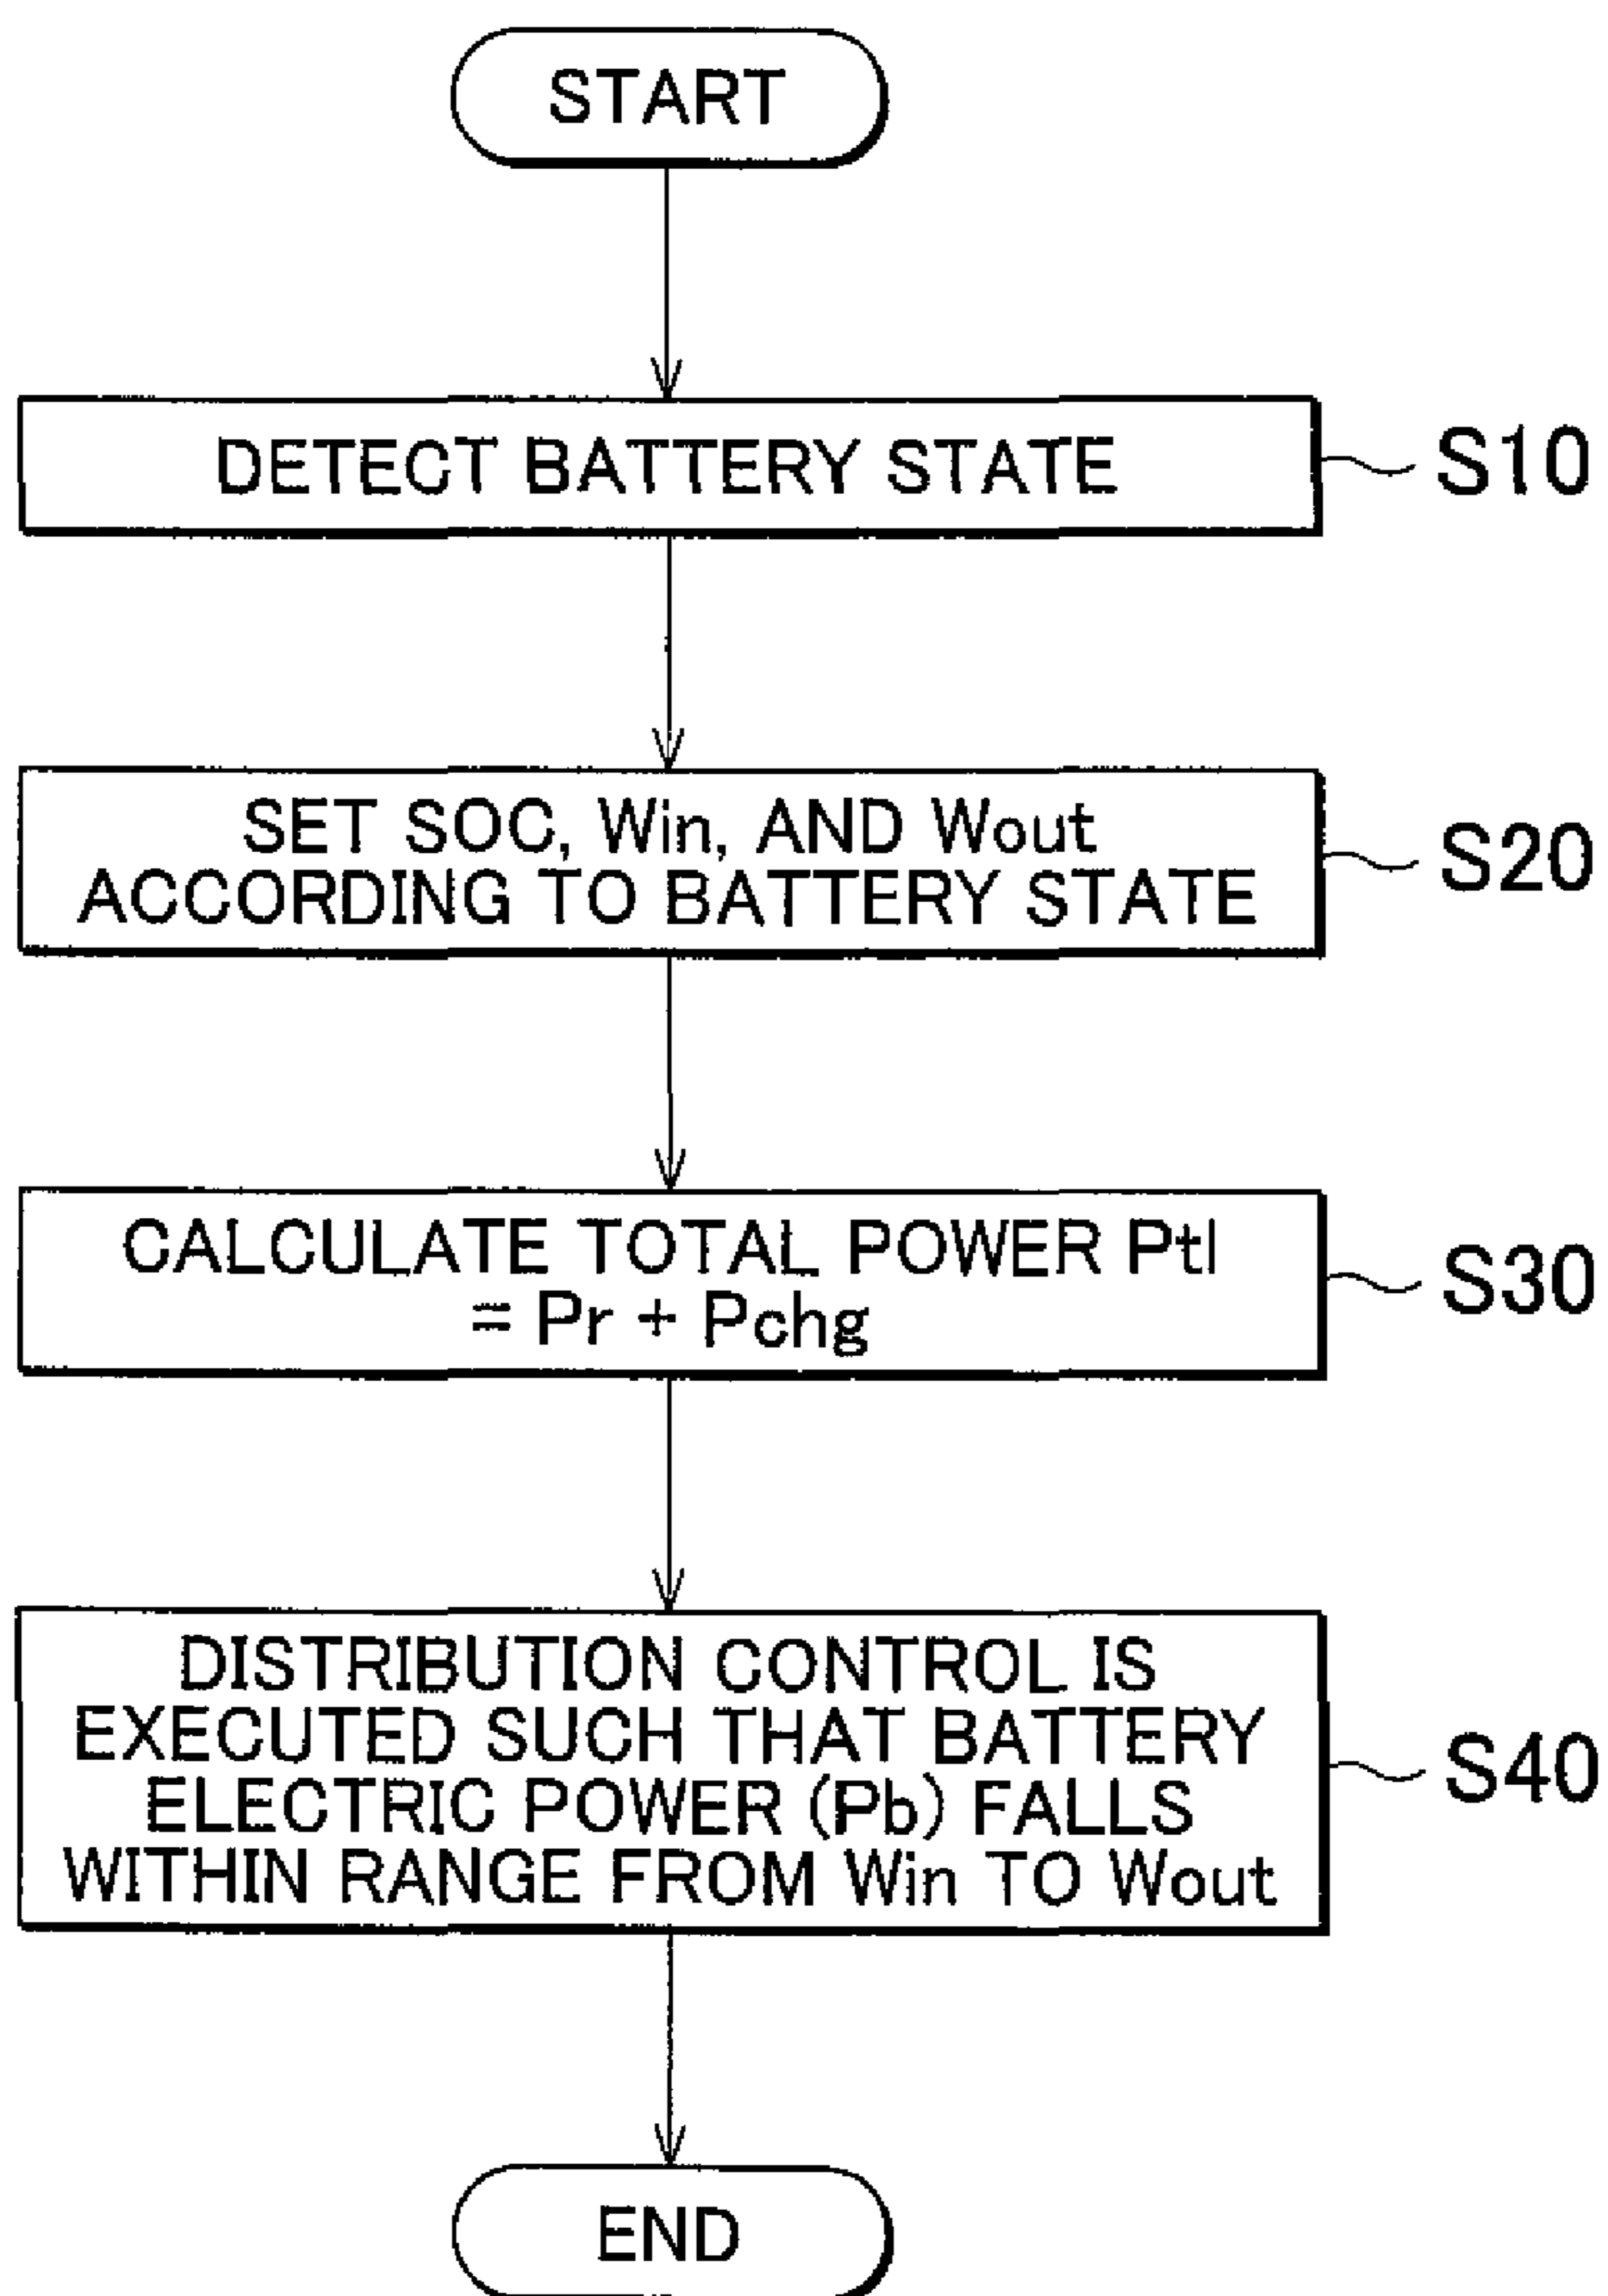 START
DETECT BATTERY STATE
S10
SET SOC, Win, AND Wout
ACCORDING TO BATTERY STATE
S20
CALCULATE TOTAL POWER Ptl
= Pr + Pchg
S30
DISTRIBUTION CONTROL IS
EXECUTED SUCH THAT BATTERY
ELECTRIC POWER (Pb) FALLS
WITHIN RANGE FROM Win TO Wout
S40
END